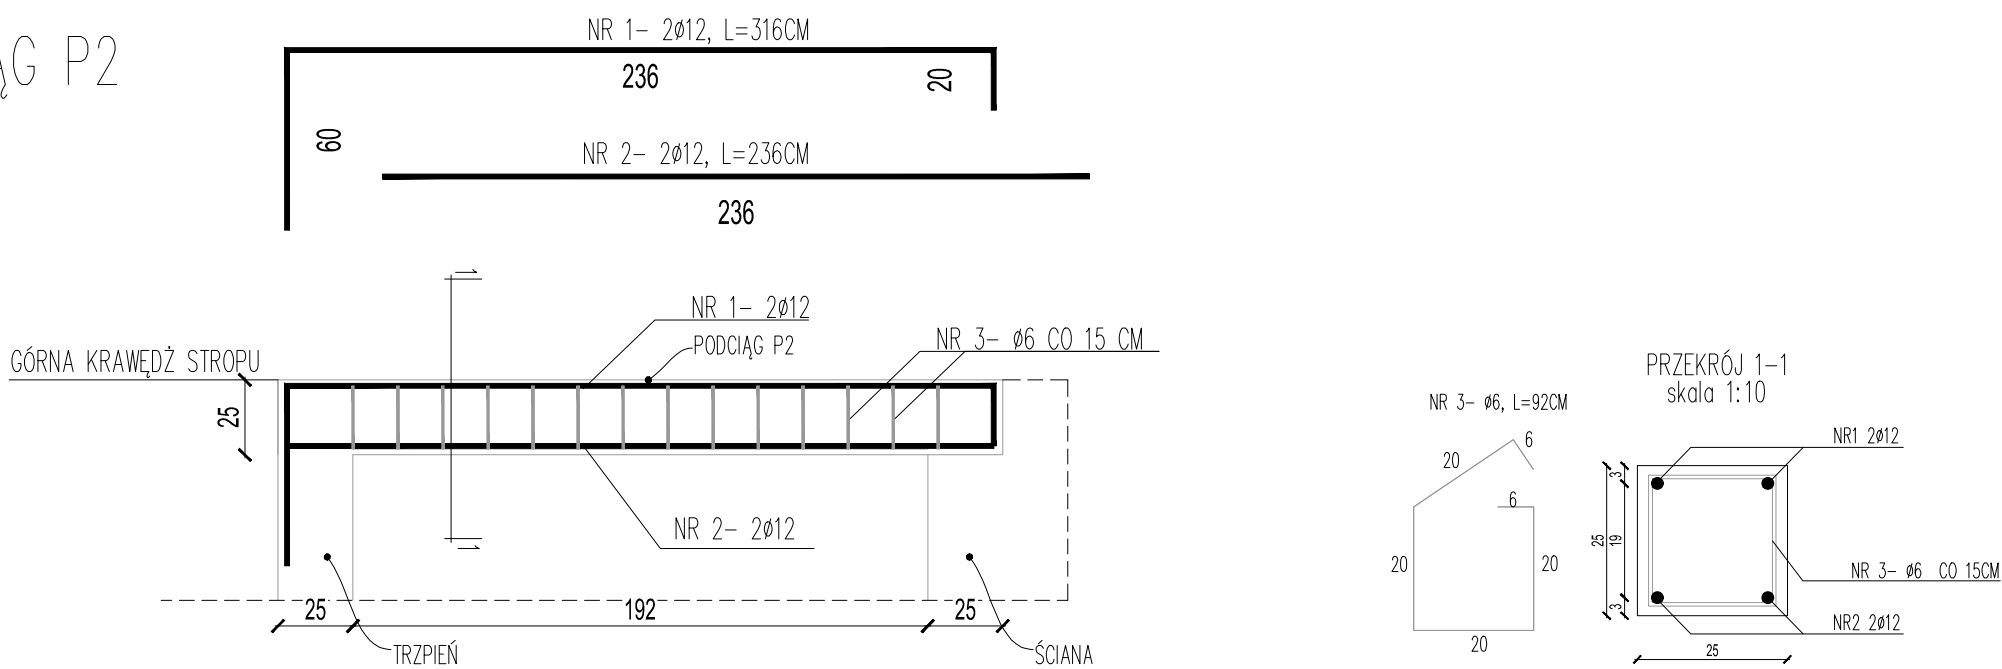 ĄG P2
NR 1- 2ø12, L=316CM
236
20
60
NR 2- 2ø12, L=236CM
236
1
NR 1- 2ø12
PODCIĄG P2
NR 3- ø6 CO 15 CM
GÓRNA KRAWĘDŻ STROPU
25
NR 2- 2ø12
1
25
192
25
TRZPIEŃ
ŚCIANA
NR 3- ø6, L=92CM
6
20
6
20
20
20
PRZEKRÓJ 1-1
skala 1:10
NR1 2ø12
3
25
19
3
NR 3- ø6 CO 15CM
NR2 2ø12
25